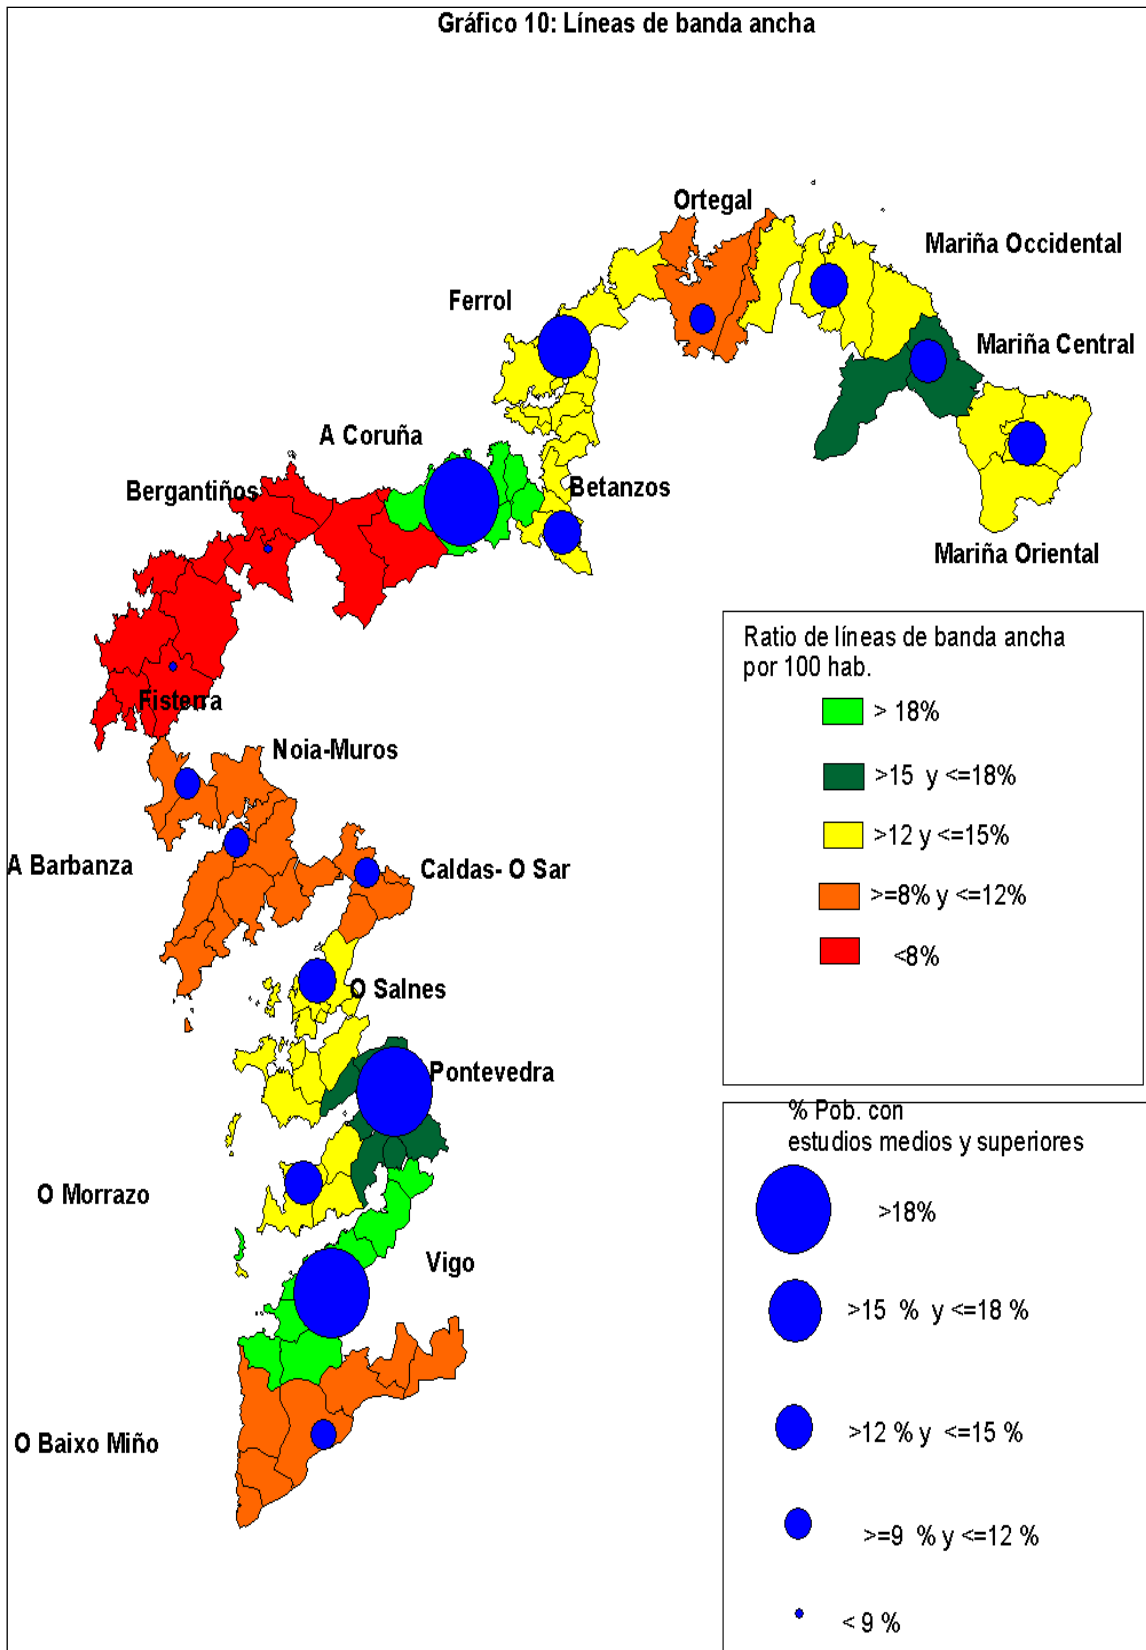 Gráfico 10: Líneas de banda ancha
Ortegal
Mariña Occidental
Ferrol
Mariña Central
A Coruña
Bergantiños
Betanzos
Mariña Oriental
Fisterra
Noia-Muros
A Barbanza
Caldas- O Sar
O Salnes
Pontevedra
O Morrazo
Vigo
O Baixo Miño
Ratio de líneas de banda ancha
por 100 hab.
> 18%
>15 y <=18%
>12 y <=15%
>=8% y <=12%
<8%
% Pob. con
estudios medios y superiores
>18%
>15 % y <=18 %
>12 % y <=15 %
>=9 % y <=12 %
< 9 %